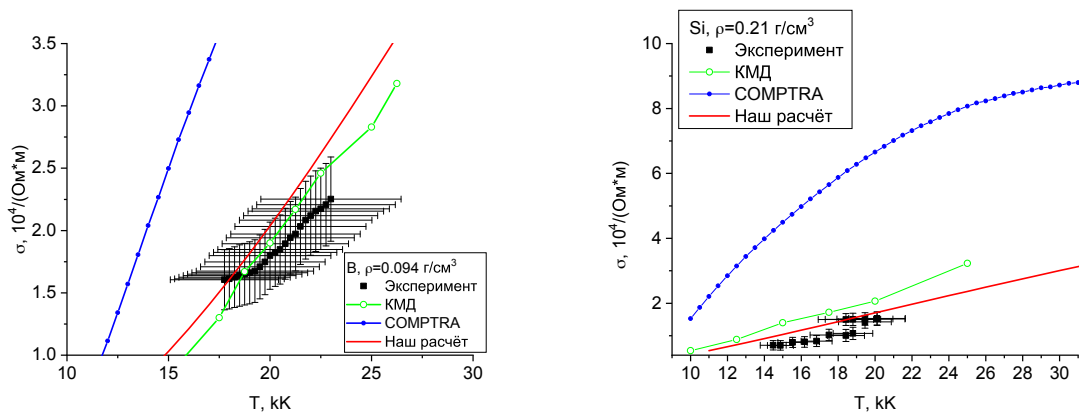 3.5
3.0
2.5
2.0
1.5
1.0
σ, 10⁴/(Ом*м)
B, ρ=0.094 г/см³
Эксперимент
КМД
COMPTRA
Наш расчёт
10 15 20 25 30
T, kK
10
8
6
4
2
σ, 10⁴/(Ом*м)
Si, ρ=0.21 г/см³
Эксперимент
КМД
COMPTRA
Наш расчёт
10 12 14 16 18 20 22 24 26 28 30
T, kK